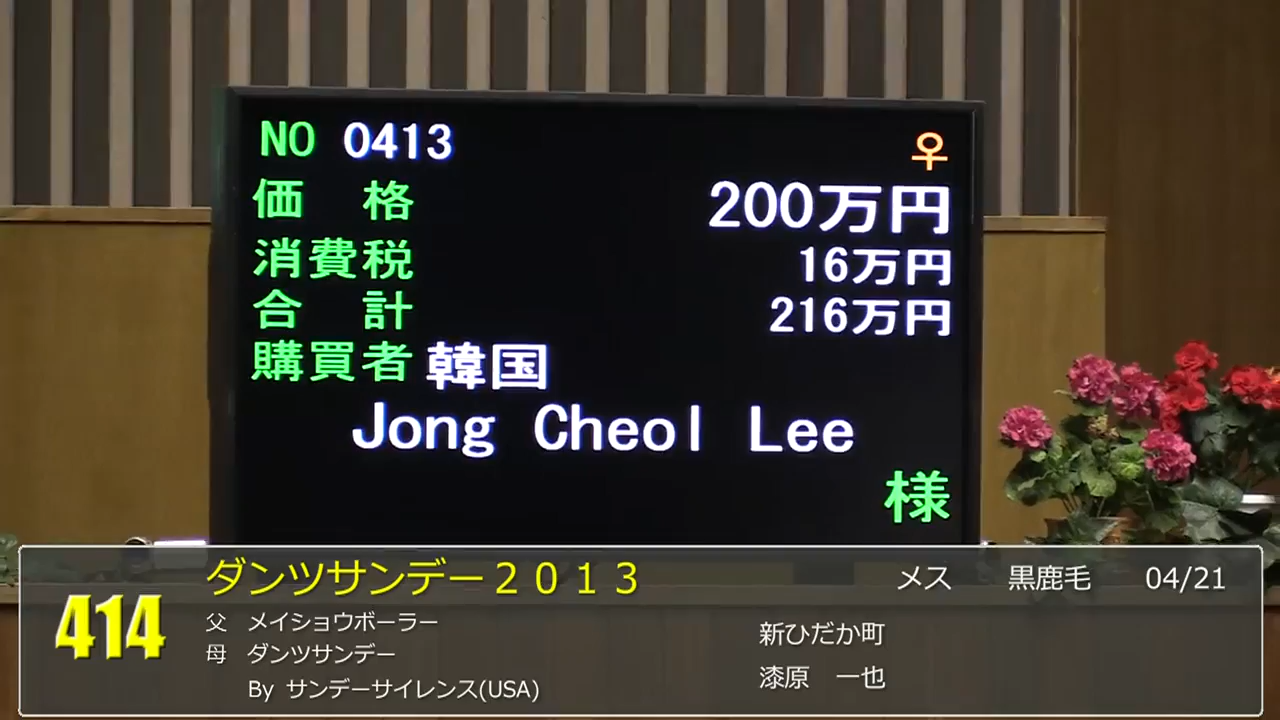 NO 0413 ♀
価 格 200万円
消費税 16万円
合 計 216万円
購買者 韓国
Jong Cheol Lee
様
414
ダンツサンデー2013 メス 黒鹿毛 04/21
父 メイショウボーラー
母 ダンツサンデー
By サンデーサイレンス(USA)
新ひだか町
漆原 一也